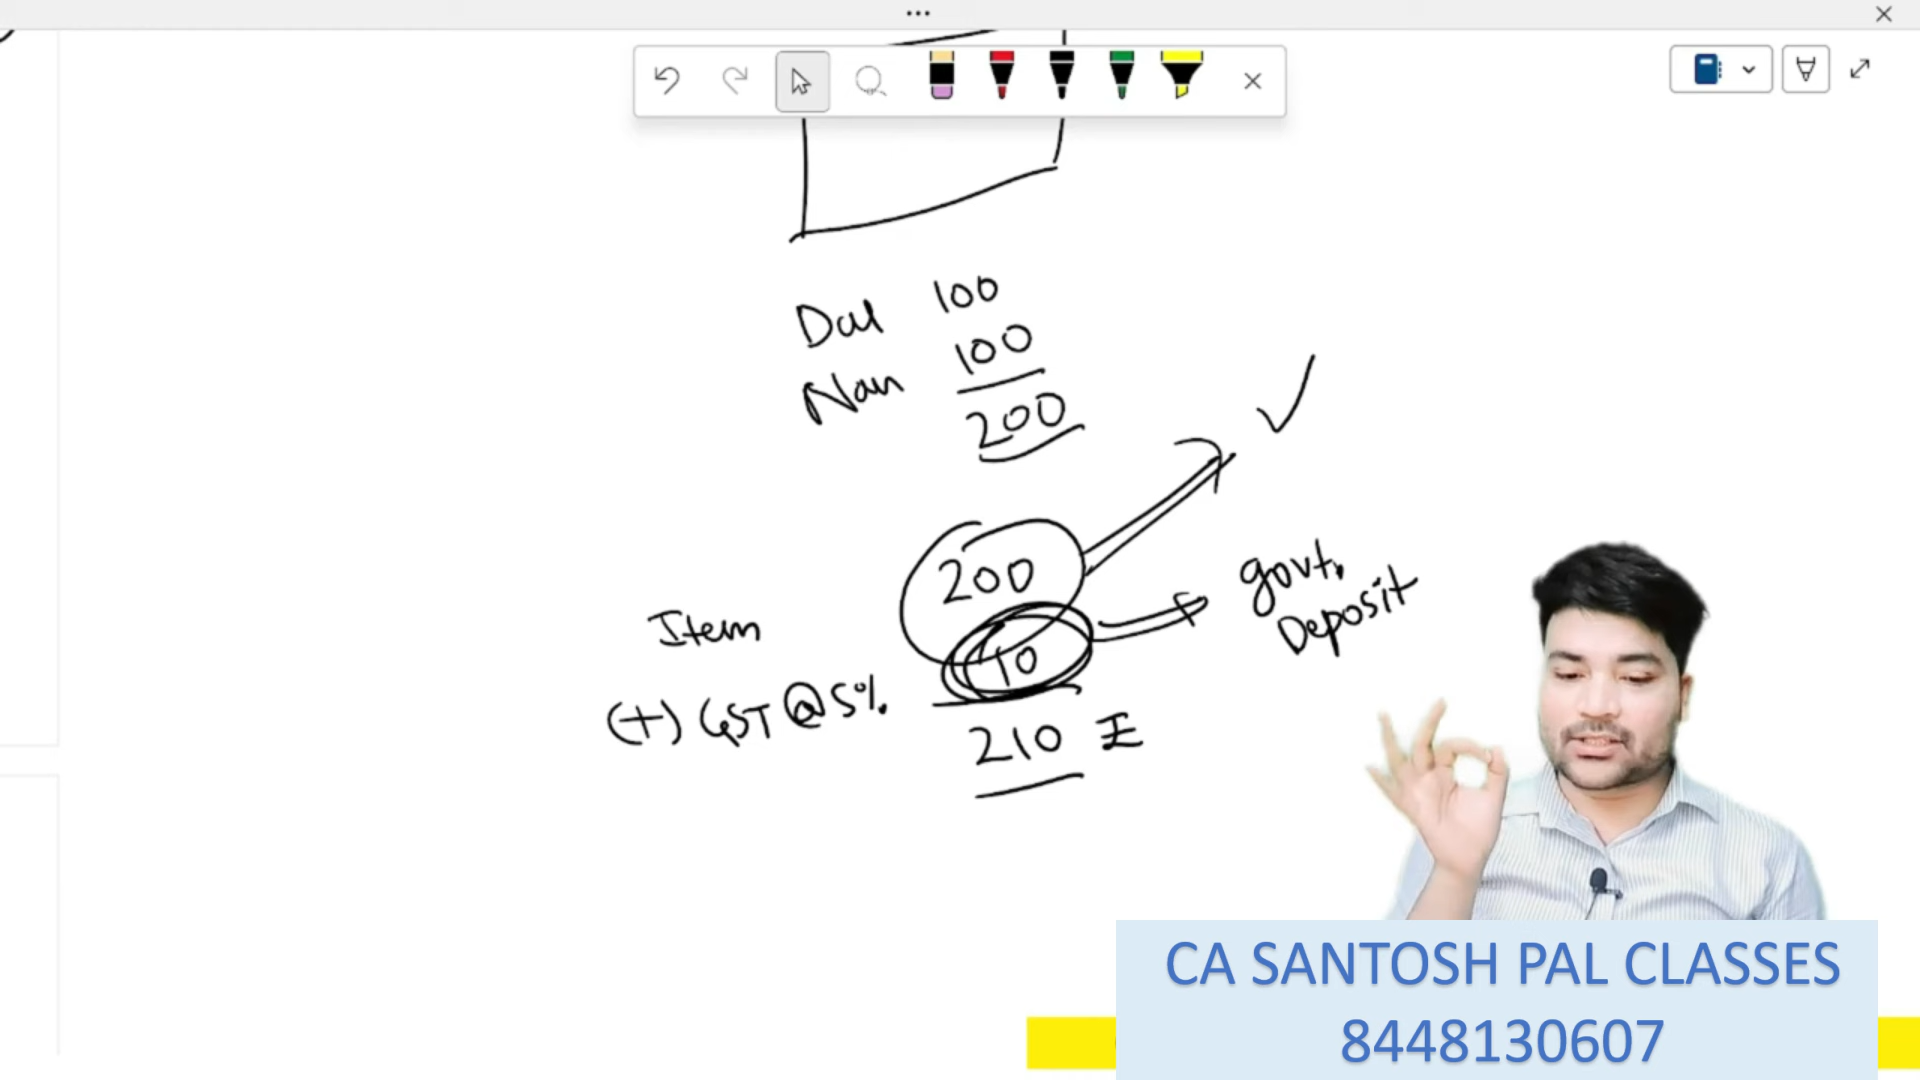 Dal 100
Nan 100
200
200
Item
10
(+) GST @ 5%
210
govt.
Deposit
CA SANTOSH PAL CLASSES
8448130607